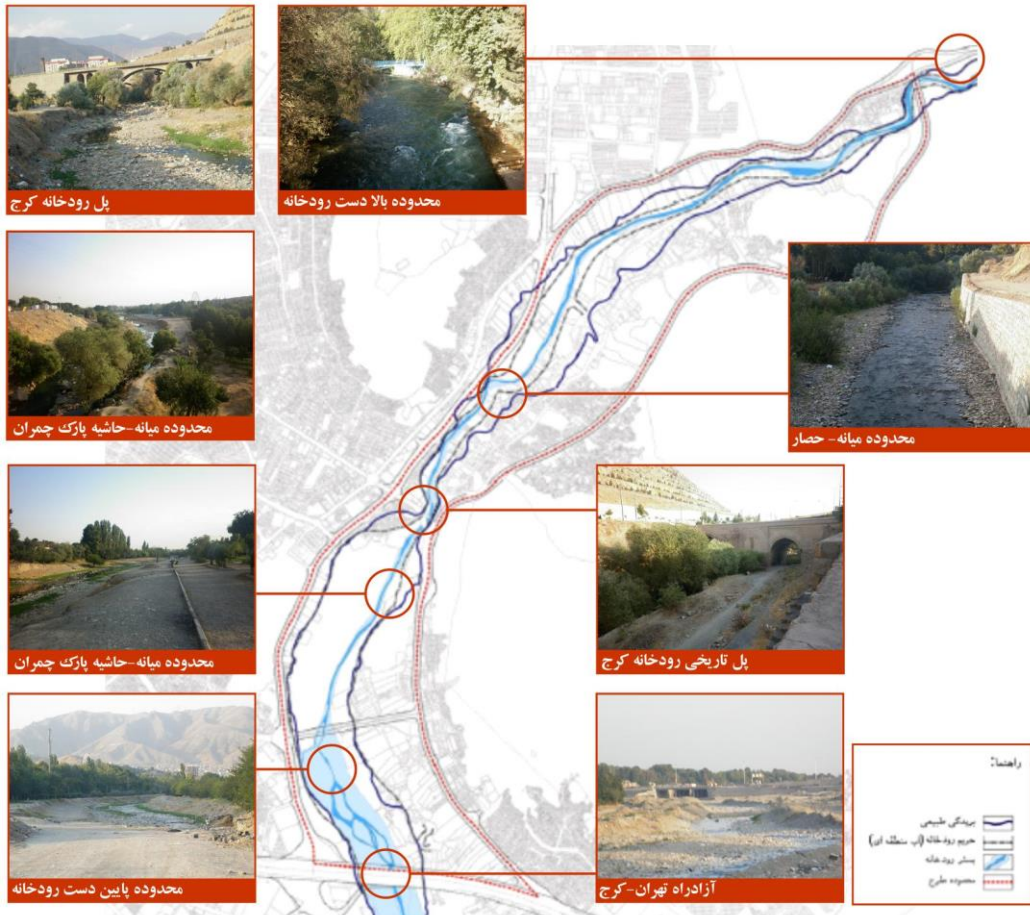 پل رودخانه کرج
محدوده بالا دست رودخانه
محدوده میانه-حاشیه پارک چمران
محدوده میانه- حصار
محدوده میانه-حاشیه پارک چمران
پل تاریخی رودخانه کرج
محدوده پایین دست رودخانه
آزادراه تهران-کرج
راهنما:
بریدگی طبیعی
حریم رودخانه (آب منطقه ای)
بستر رودخانه
محدوده طرح